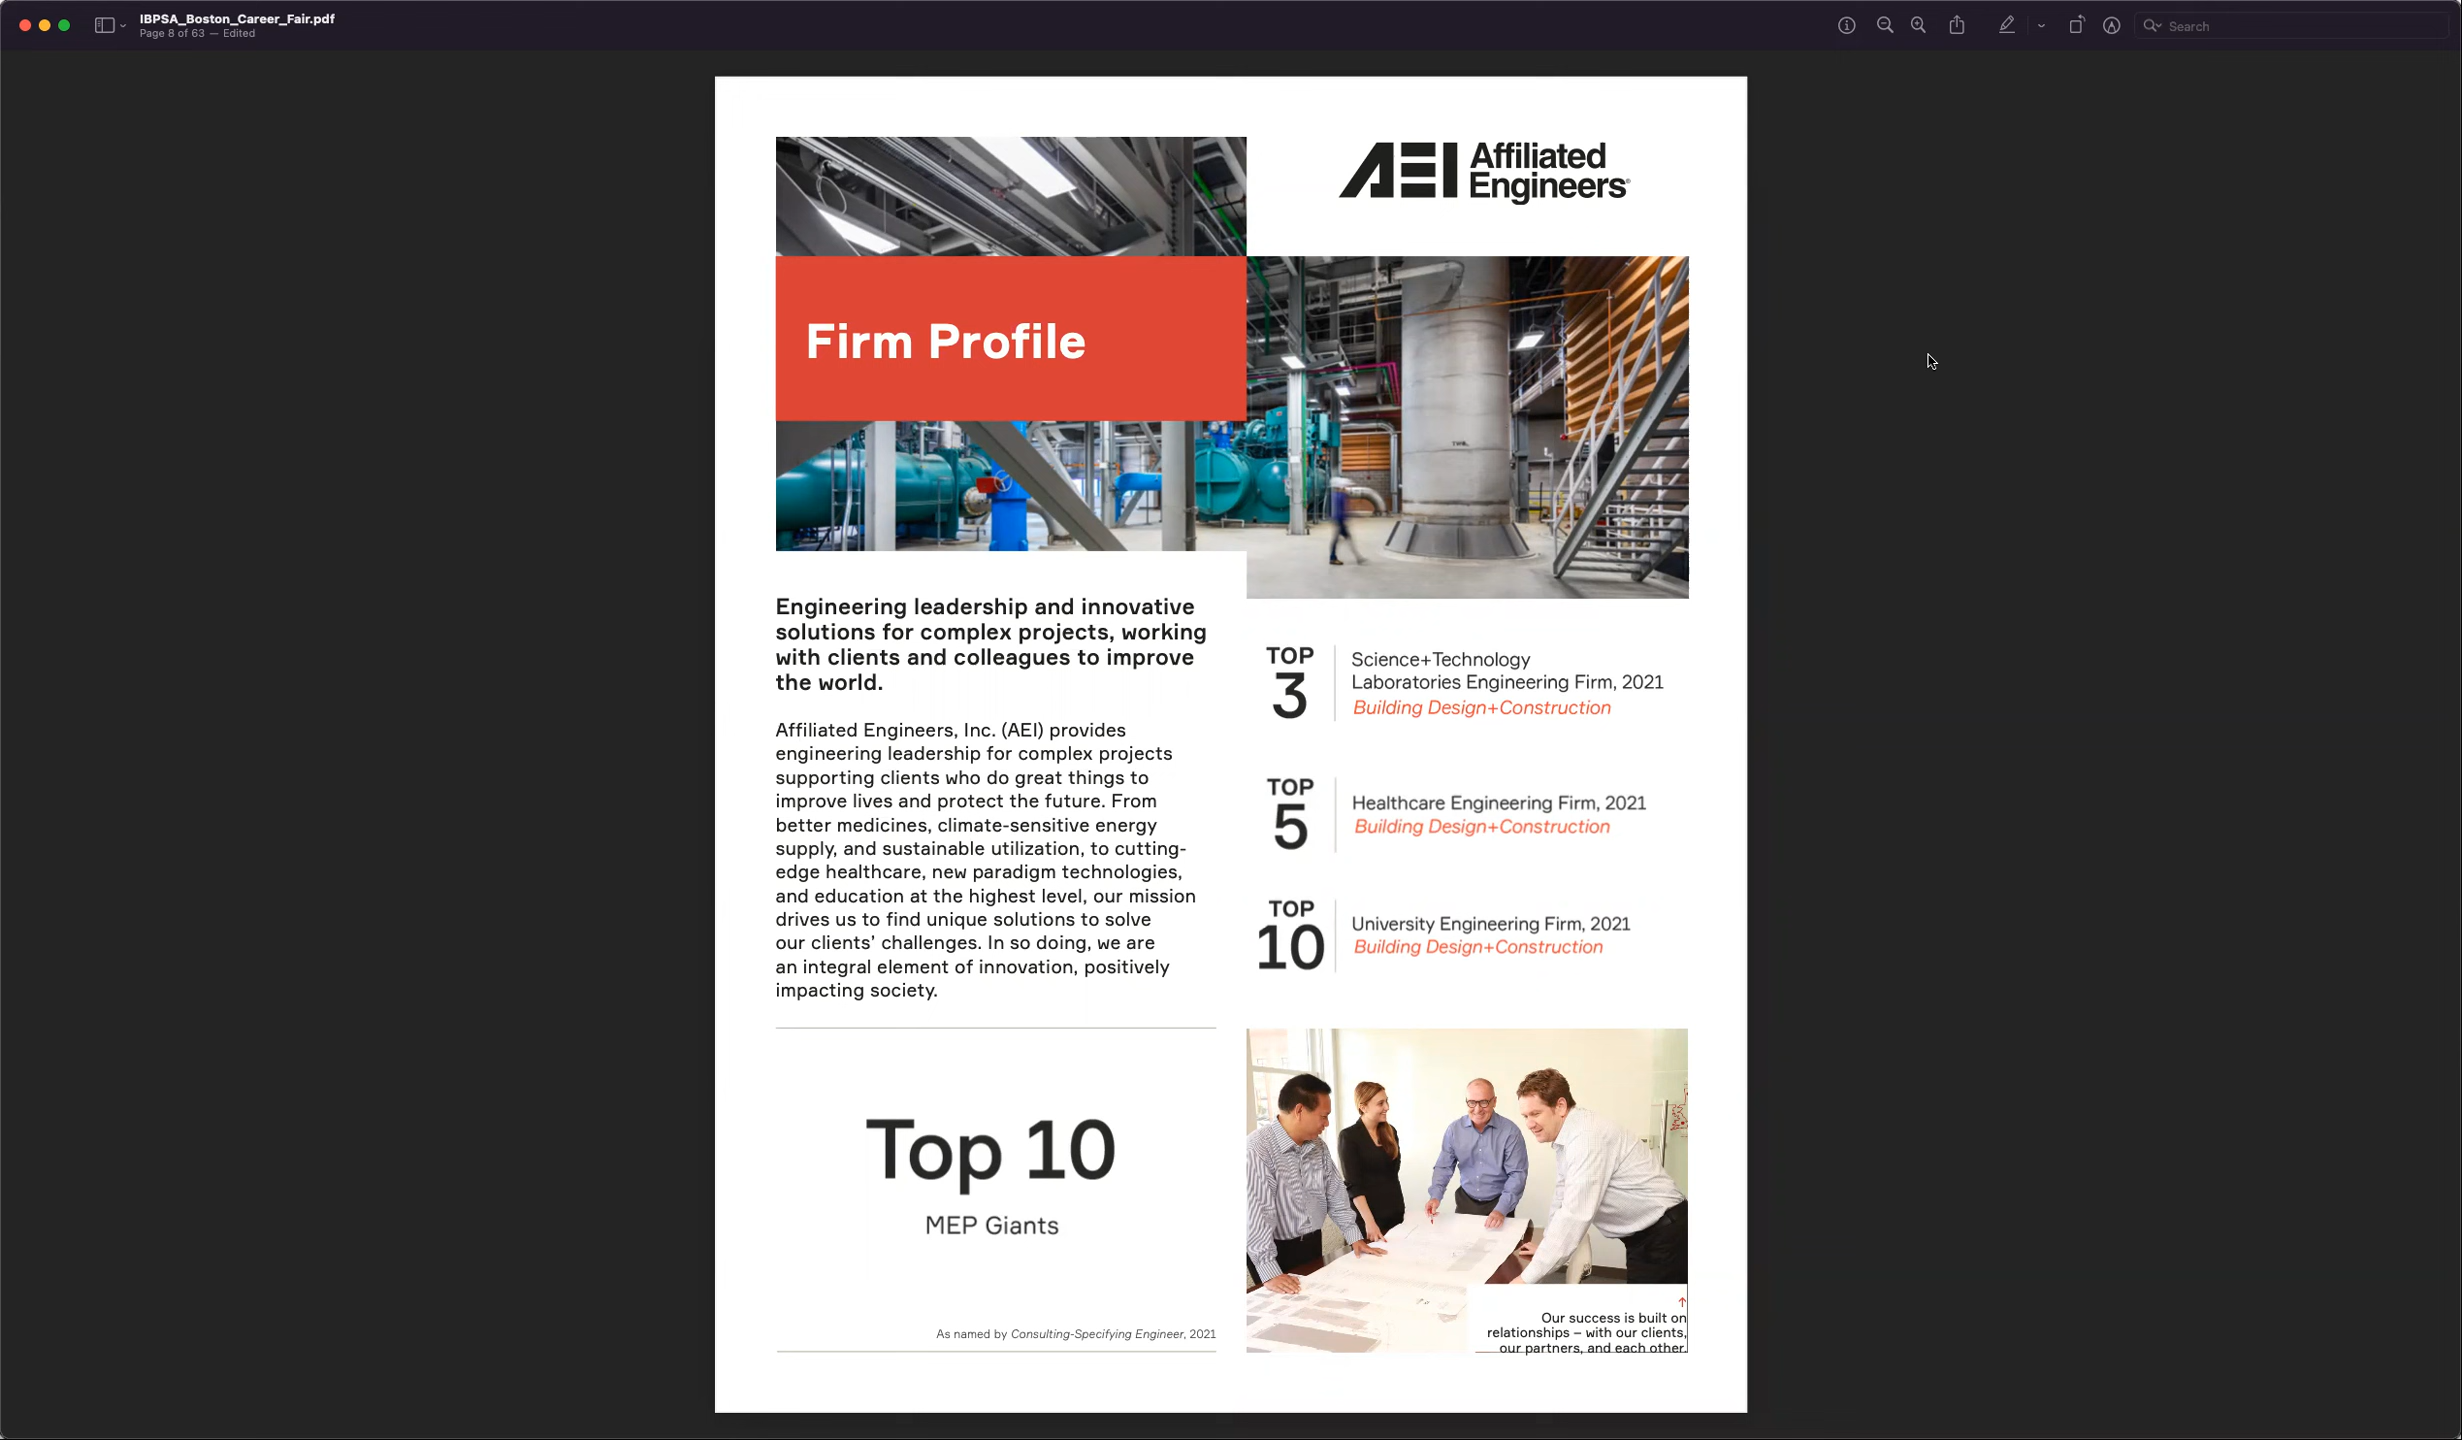 IBPSA_Boston_Career_Fair.pdf
Page 8 of 63 — Edited
Search
AEI Affiliated
Engineers®
Firm Profile
Engineering leadership and innovative
solutions for complex projects, working
with clients and colleagues to improve
the world.
Affiliated Engineers, Inc. (AEI) provides
engineering leadership for complex projects
supporting clients who do great things to
improve lives and protect the future. From
better medicines, climate-sensitive energy
supply, and sustainable utilization, to cutting-
edge healthcare, new paradigm technologies,
and education at the highest level, our mission
drives us to find unique solutions to solve
our clients’ challenges. In so doing, we are
an integral element of innovation, positively
impacting society.
TOP
3
Science+Technology
Laboratories Engineering Firm, 2021
Building Design+Construction
TOP
5
Healthcare Engineering Firm, 2021
Building Design+Construction
TOP
10
University Engineering Firm, 2021
Building Design+Construction
Top 10
MEP Giants
As named by Consulting-Specifying Engineer, 2021
↑
Our success is built on
relationships – with our clients,
our partners, and each other.